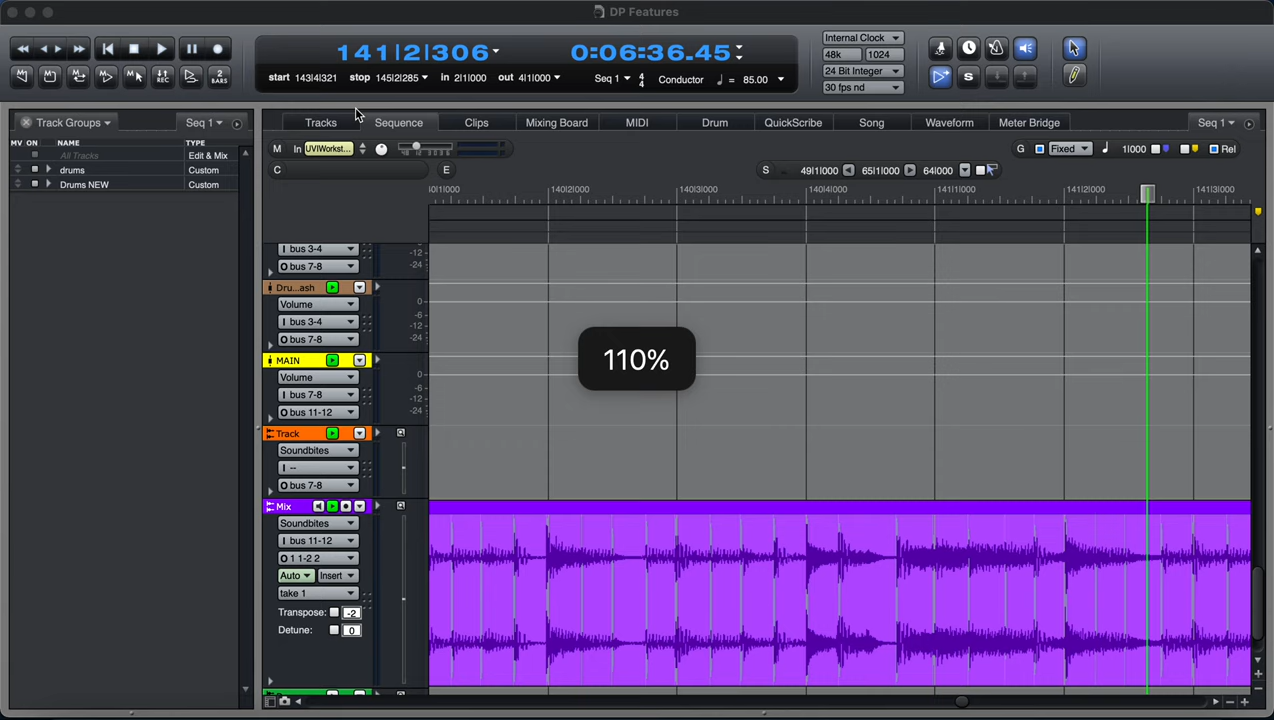 DP Features
141|2|306
0:06:36.45
start 145|4|321 stop 145|2|285 in 2|1|000 out 4|1|000
Seq 1 4 4 Conductor = 85.00
REC
2 BARS
Internal Clock
48k 1024
24 Bit Integer
30 fps nd
S
Track Groups Seq 1
Tracks Sequence Clips Mixing Board MIDI Drum QuickScribe Song Waveform Meter Bridge Seq 1
MV ON NAME TYPE
All Tracks Edit & Mix
drums Custom
Drums NEW Custom
M In UVIWorkst...
G Fixed 1|000 Rel
C E
S 49|1|000 65|1|000 64|000
140|2|000 140|3|000 140|4|000 141|1|000 141|2|000 141|3|000
I bus 3-4 -12
O bus 7-8 -24
Dru...ash
Volume 0-
-6
I bus 3-4 -12
-24
O bus 7-8
MAIN
Volume 0-
-6
I bus 7-8 -12
O bus 11-12 -24
110%
Track
Soundbites
I --
O bus 7-8
Mix
Soundbites
I bus 11-12
O 1 1-2 2
Auto Insert
take 1
Transpose: -2
Detune: 0